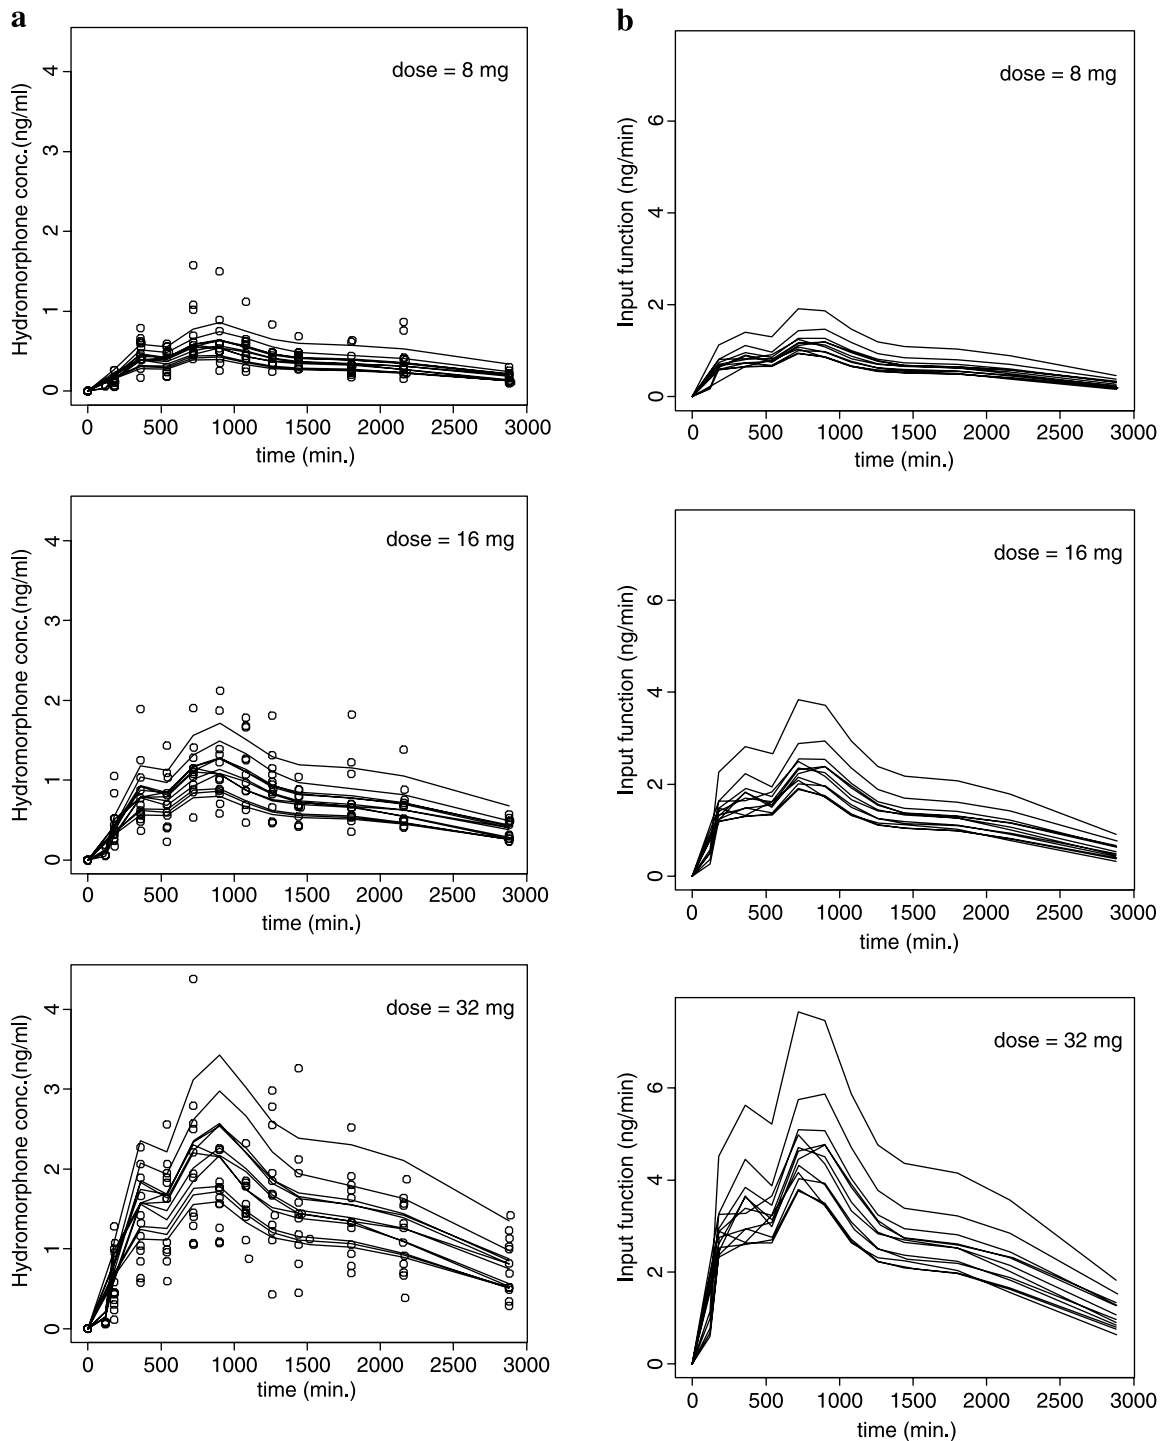 a
Hydromorphone conc.(ng/ml)
4
3
2
1
0
dose = 8 mg
0 500 1000 1500 2000 2500 3000
time (min.)
b
Input function (ng/min)
6
4
2
0
dose = 8 mg
0 500 1000 1500 2000 2500 3000
time (min.)
Hydromorphone conc.(ng/ml)
4
3
2
1
0
dose = 16 mg
0 500 1000 1500 2000 2500 3000
time (min.)
Input function (ng/min)
6
4
2
0
dose = 16 mg
0 500 1000 1500 2000 2500 3000
time (min.)
Hydromorphone conc.(ng/ml)
4
3
2
1
0
dose = 32 mg
0 500 1000 1500 2000 2500 3000
time (min.)
Input function (ng/min)
6
4
2
0
dose = 32 mg
0 500 1000 1500 2000 2500 3000
time (min.)